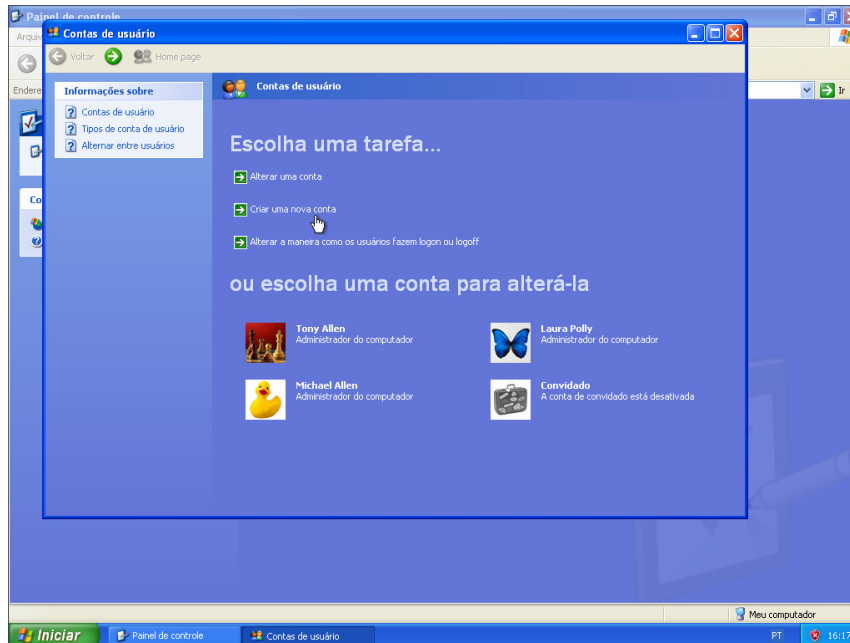 Painel de controle
Contas de usuário
Arquiv
Voltar
Home page
Endere
Ir
Informações sobre
Contas de usuário
Tipos de conta de usuário
Alternar entre usuários
Contas de usuário
Escolha uma tarefa...
Alterar uma conta
Criar uma nova conta
Alterar a maneira como os usuários fazem logon ou logoff
ou escolha uma conta para alterá-la
Tony Allen
Administrador do computador
Laura Polly
Administrador do computador
Michael Allen
Administrador do computador
Convidado
A conta de convidado está desativada
Co
Meu computador
Iniciar
Painel de controle
Contas de usuário
PT
16:17